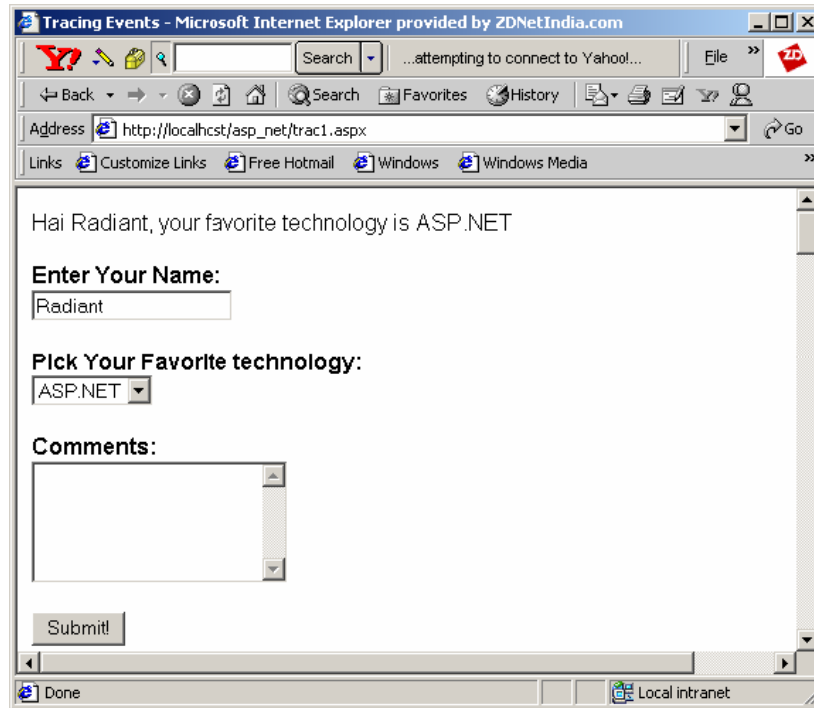 Tracing Events - Microsoft Internet Explorer provided by ZDNetIndia.com
Y! Search ...attempting to connect to Yahoo!... File » ZD
Back Search Favorites History Y!
Address http://localhcst/asp_net/trac1.aspx Go
Links Customize Links Free Hotmail Windows Windows Media »
Hai Radiant, your favorite technology is ASP.NET
Enter Your Name:
Radiant
Pick Your Favorite technology:
ASP.NET
Comments:
Submit!
Done Local intranet